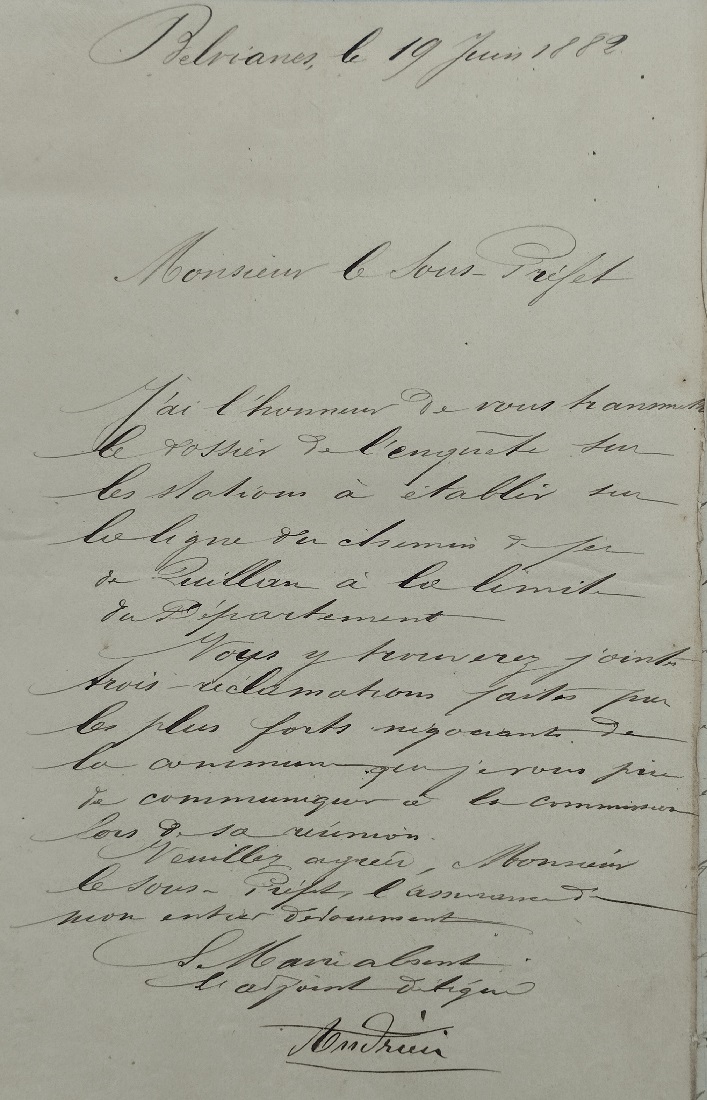 Belvianes, le 19 Juin 1882
Monsieur le Sous-Préfet
J'ai l'honneur de vous transmettre
le dossier de l'enquête sur
les stations à établir sur
la ligne du chemin de fer
de Quillan à la limite
du Département
Vous y trouverez joint
trois réclamations faites par
les plus forts négociants de
la commune que je vous prie
de communiquer à la commission
lors de sa réunion.
Veuillez agréer, Monsieur
le Sous-Préfet, l'assurance de
mon entier dévouement
Le Maire absent
L'adjoint délégué
Andrieu